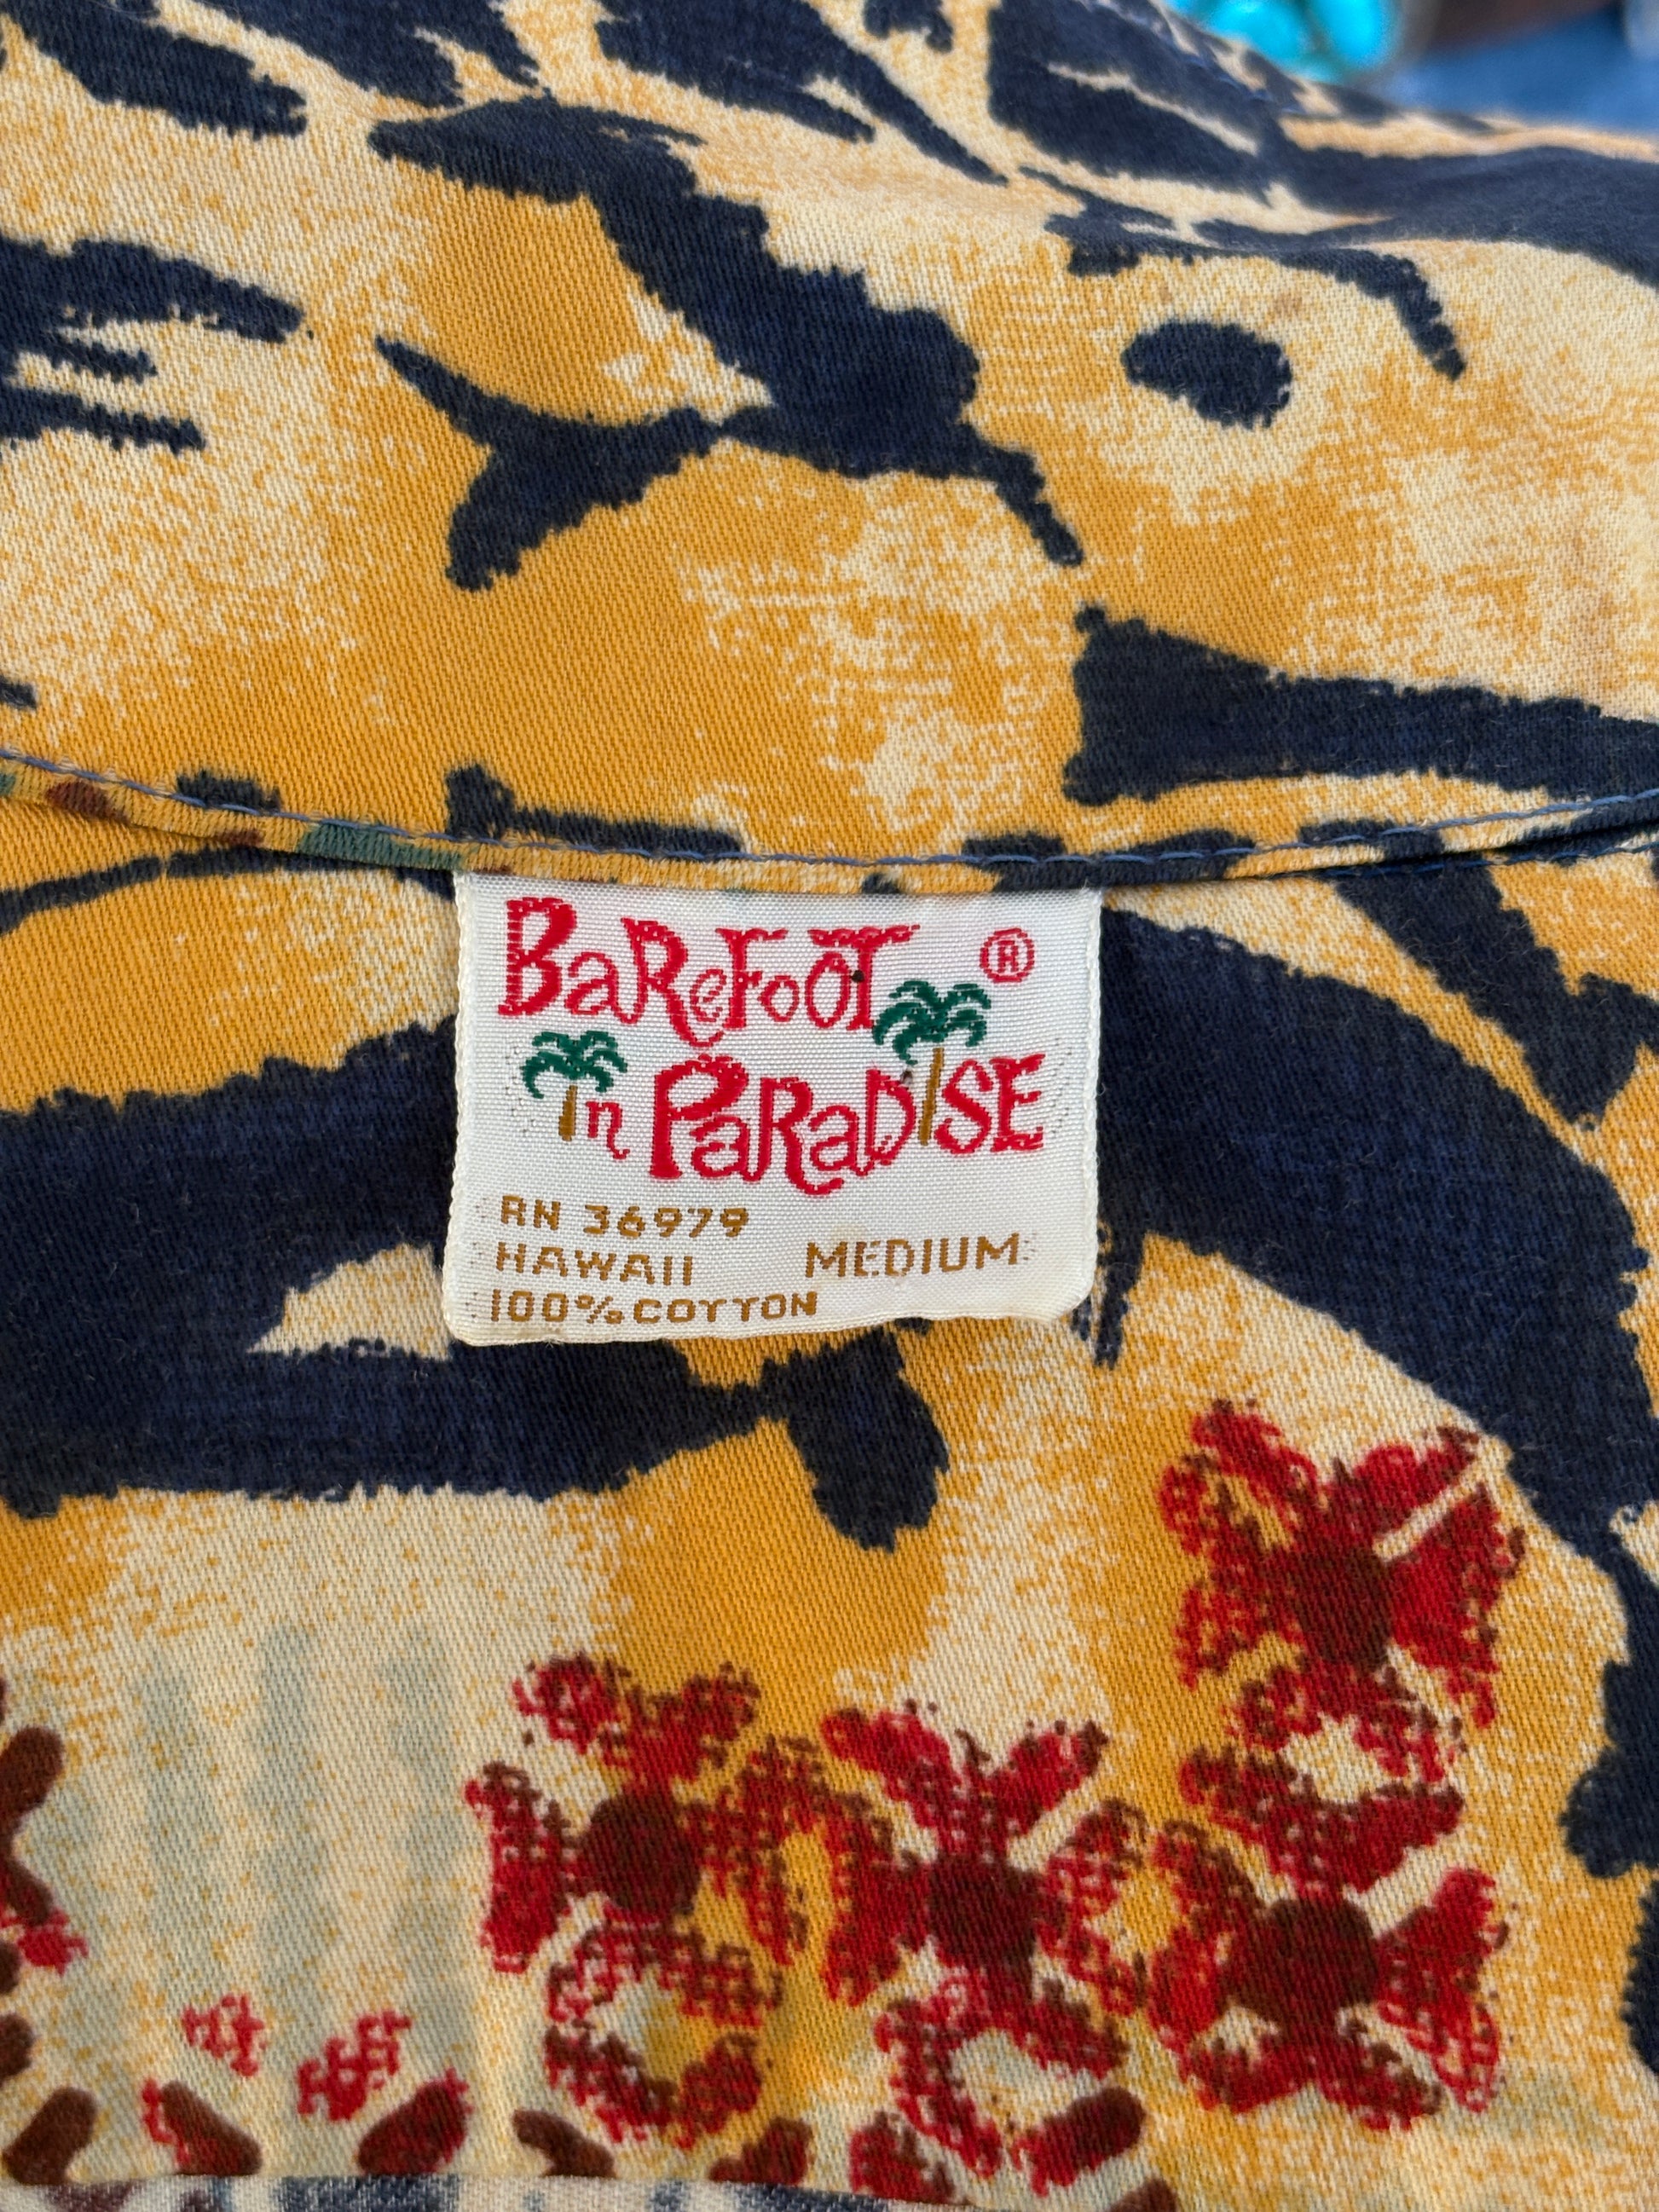 BaReFoOT ®
in PaRaDiSE
RN 36979
HAWAII MEDIUM
100% COTTON